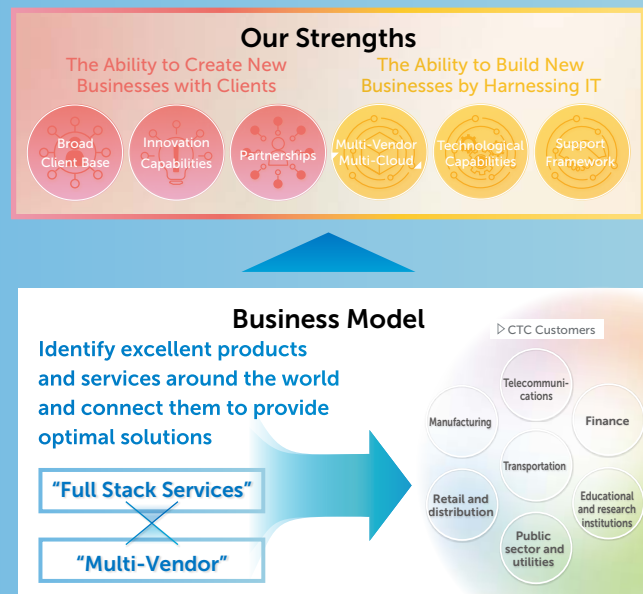 Our Strengths
The Ability to Create New
Businesses with Clients
The Ability to Build New
Businesses by Harnessing IT
Broad
Client Base
Innovation
Capabilities
Partnerships
Multi-Vendor
Multi-Cloud
Technological
Capabilities
Support
Framework
Business Model
Identify excellent products
and services around the world
and connect them to provide
optimal solutions
“Full Stack Services”
“Multi-Vendor”
CTC Customers
Telecommuni-
cations
Manufacturing
Finance
Transportation
Retail and
distribution
Educational
and research
institutions
Public
sector and
utilities